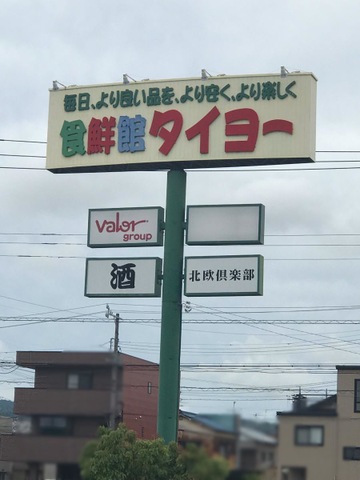 毎日、より良い品を、より安く、より楽しく
食鮮館タイヨー
Valor
group
酒
北欧倶楽部